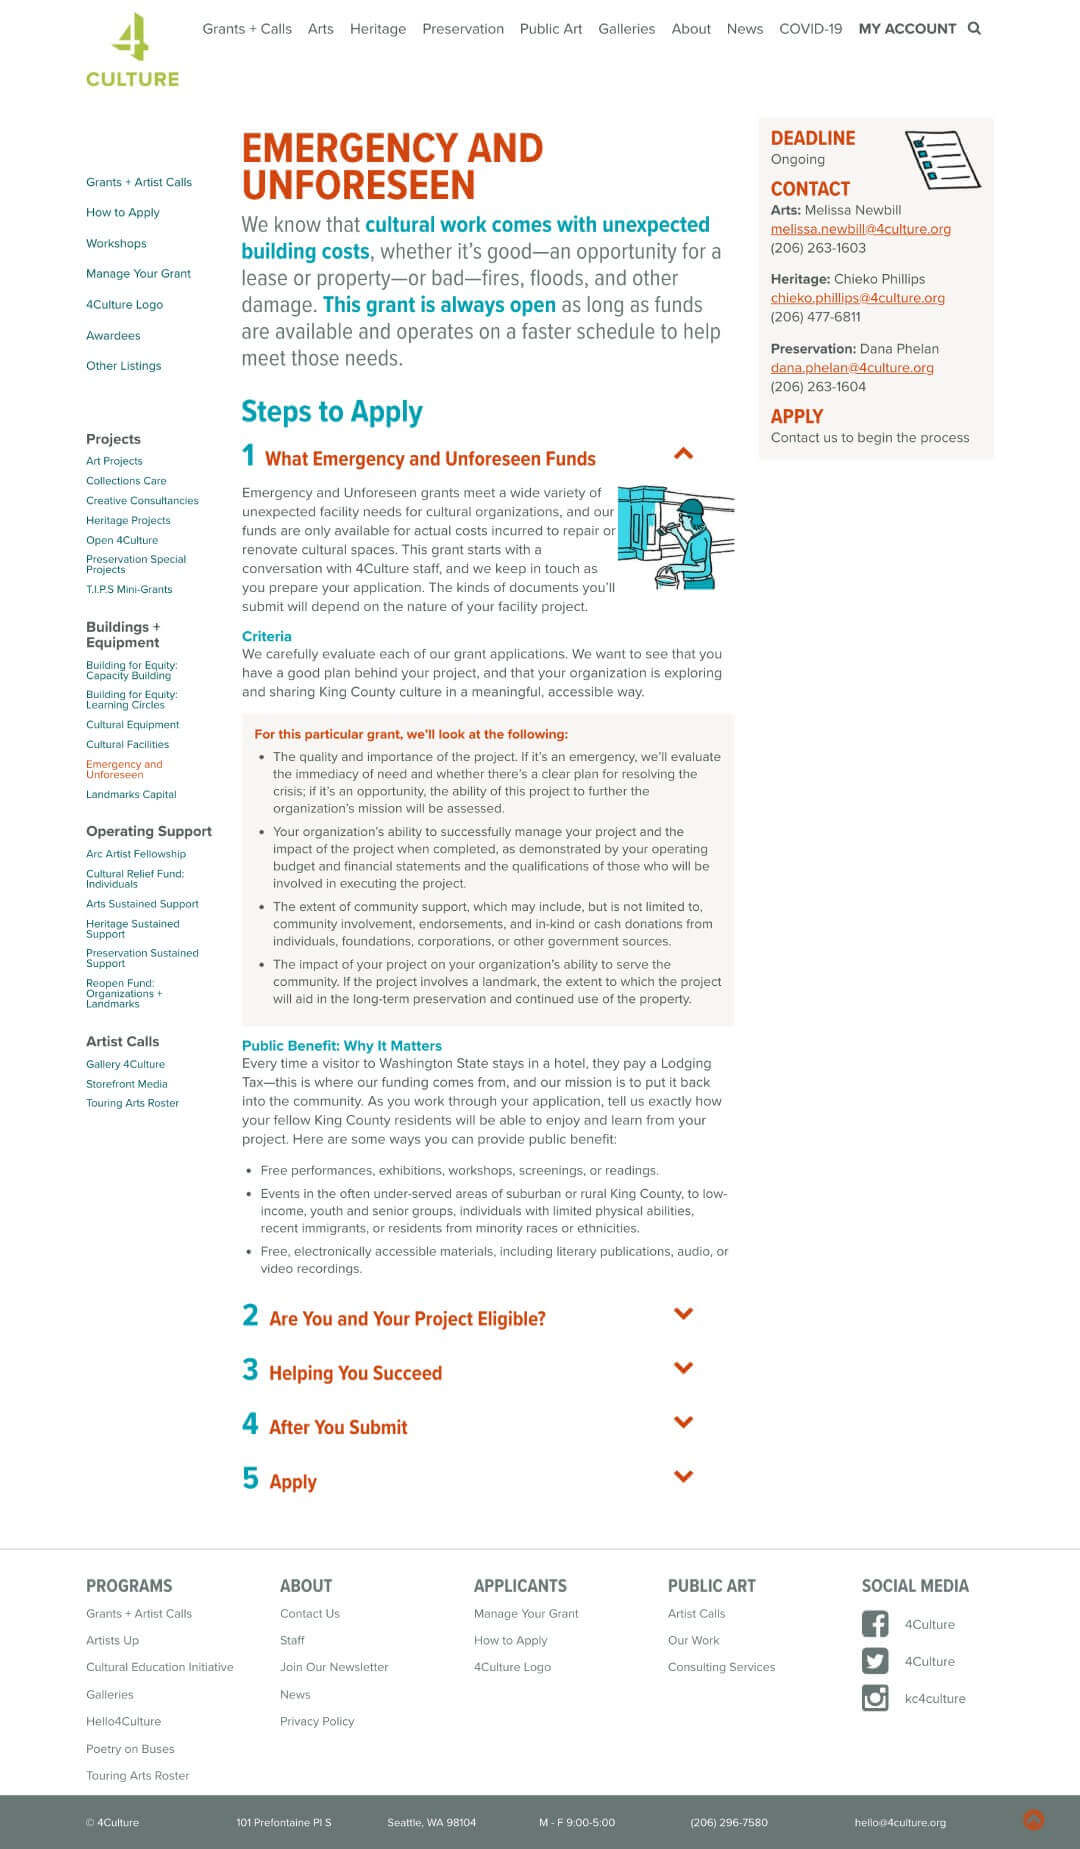 4
CULTURE
Grants + Calls Arts Heritage Preservation Public Art Galleries About News COVID-19 MY ACCOUNT
Grants + Artist Calls
How to Apply
Workshops
Manage Your Grant
4Culture Logo
Awardees
Other Listings
Projects
Art Projects
Collections Care
Creative Consultancies
Heritage Projects
Open 4Culture
Preservation Special
Projects
T.I.P.S Mini-Grants
Buildings +
Equipment
Building for Equity:
Capacity Building
Building for Equity:
Learning Circles
Cultural Equipment
Cultural Facilities
Emergency and
Unforeseen
Landmarks Capital
Operating Support
Arc Artist Fellowship
Cultural Relief Fund:
Individuals
Arts Sustained Support
Heritage Sustained
Support
Preservation Sustained
Support
Reopen Fund:
Organizations +
Landmarks
Artist Calls
Gallery 4Culture
Storefront Media
Touring Arts Roster
EMERGENCY AND
UNFORESEEN
We know that cultural work comes with unexpected
building costs, whether it's good—an opportunity for a
lease or property—or bad—fires, floods, and other
damage. This grant is always open as long as funds
are available and operates on a faster schedule to help
meet those needs.
Steps to Apply
1 What Emergency and Unforeseen Funds
Emergency and Unforeseen grants meet a wide variety of
unexpected facility needs for cultural organizations, and our
funds are only available for actual costs incurred to repair or
renovate cultural spaces. This grant starts with a
conversation with 4Culture staff, and we keep in touch as
you prepare your application. The kinds of documents you'll
submit will depend on the nature of your facility project.
Criteria
We carefully evaluate each of our grant applications. We want to see that you
have a good plan behind your project, and that your organization is exploring
and sharing King County culture in a meaningful, accessible way.
For this particular grant, we'll look at the following:
• The quality and importance of the project. If it's an emergency, we'll evaluate
the immediacy of need and whether there's a clear plan for resolving the
crisis; if it's an opportunity, the ability of this project to further the
organization's mission will be assessed.
• Your organization's ability to successfully manage your project and the
impact of the project when completed, as demonstrated by your operating
budget and financial statements and the qualifications of those who will be
involved in executing the project.
• The extent of community support, which may include, but is not limited to,
community involvement, endorsements, and in-kind or cash donations from
individuals, foundations, corporations, or other government sources.
• The impact of your project on your organization's ability to serve the
community. If the project involves a landmark, the extent to which the project
will aid in the long-term preservation and continued use of the property.
Public Benefit: Why It Matters
Every time a visitor to Washington State stays in a hotel, they pay a Lodging
Tax—this is where our funding comes from, and our mission is to put it back
into the community. As you work through your application, tell us exactly how
your fellow King County residents will be able to enjoy and learn from your
project. Here are some ways you can provide public benefit:
• Free performances, exhibitions, workshops, screenings, or readings.
• Events in the often under-served areas of suburban or rural King County, to low-
income, youth and senior groups, individuals with limited physical abilities,
recent immigrants, or residents from minority races or ethnicities.
• Free, electronically accessible materials, including literary publications, audio, or
video recordings.
2 Are You and Your Project Eligible?
3 Helping You Succeed
4 After You Submit
5 Apply
DEADLINE
Ongoing
CONTACT
Arts: Melissa Newbill
melissa.newbill@4culture.org
(206) 263-1603
Heritage: Chieko Phillips
chieko.phillips@4culture.org
(206) 477-6811
Preservation: Dana Phelan
dana.phelan@4culture.org
(206) 263-1604
APPLY
Contact us to begin the process
PROGRAMS
Grants + Artist Calls
Artists Up
Cultural Education Initiative
Galleries
Hello4Culture
Poetry on Buses
Touring Arts Roster
ABOUT
Contact Us
Staff
Join Our Newsletter
News
Privacy Policy
APPLICANTS
Manage Your Grant
How to Apply
4Culture Logo
PUBLIC ART
Artist Calls
Our Work
Consulting Services
SOCIAL MEDIA
4Culture
4Culture
kc4culture
© 4Culture 101 Prefontaine Pl S Seattle, WA 98104 M - F 9:00-5:00 (206) 296-7580 hello@4culture.org